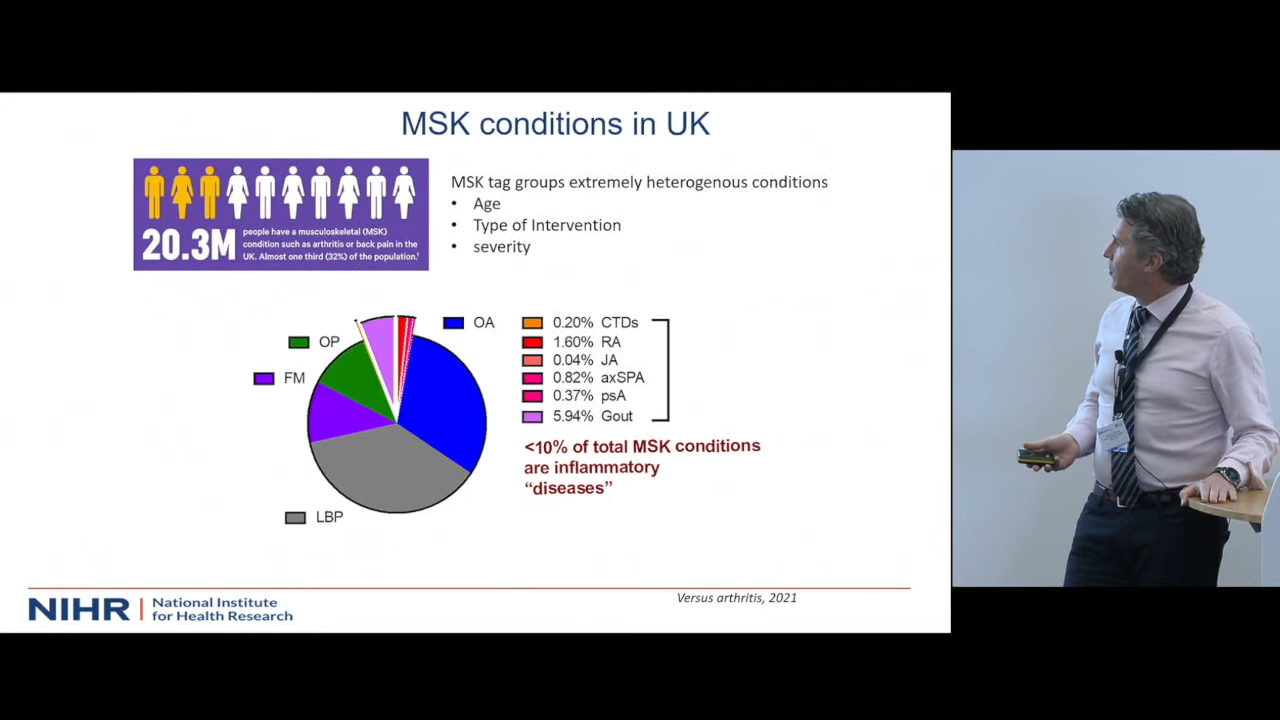 MSK conditions in UK
20.3M
people have a musculoskeletal (MSK)
condition such as arthritis or back pain in the
UK. Almost one third (32%) of the population.¹
MSK tag groups extremely heterogenous conditions
• Age
• Type of Intervention
• severity
OA
OP
FM
LBP
0.20% CTDs
1.60% RA
0.04% JA
0.82% axSPA
0.37% psA
5.94% Gout
<10% of total MSK conditions
are inflammatory
“diseases”
Versus arthritis, 2021
NIHR | National Institute
for Health Research